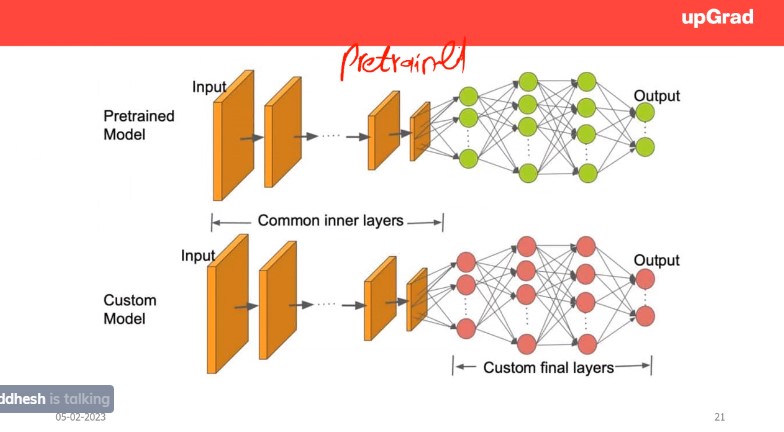 upGrad
Pretrained
Input
Output
Pretrained
Model
Common inner layers
Input
Output
Custom
Model
Custom final layers
ddhesh is talking
05-02-2023
21